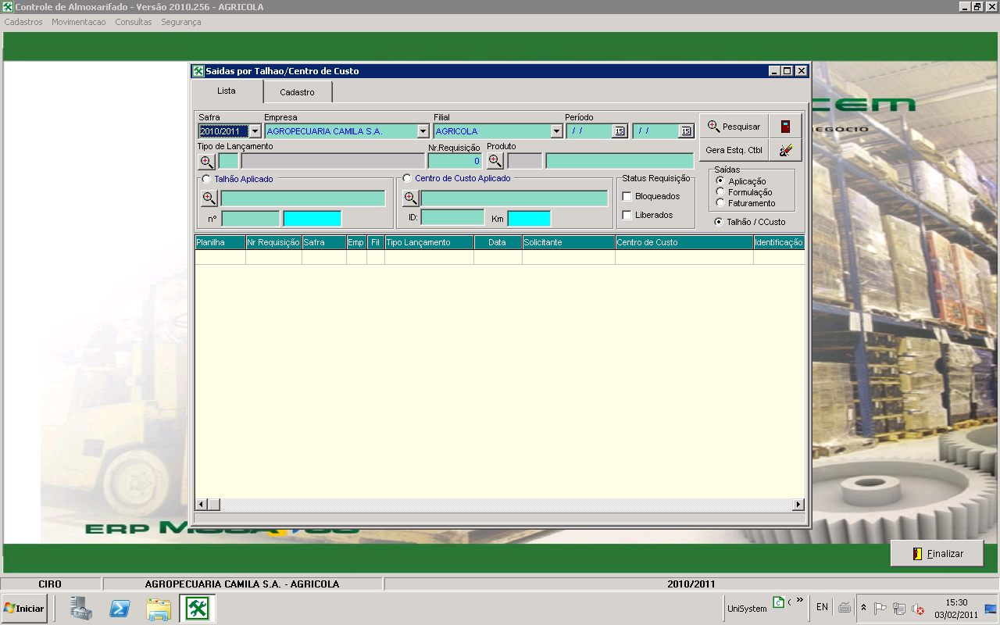 Controle de Almoxarifado - Versão 2010.256 - AGRICOLA
Cadastros Movimentacao Consultas Segurança
Saidas por Talhao/Centro de Custo
Lista Cadastro
Safra Empresa Filial Período
2010/2011 AGROPECUARIA CAMILA S.A. AGRICOLA / / 15 / / 15
Pesquisar
Tipo de Lançamento Nr.Requisição Produto
0
Gera Estq. Ctbl
Talhão Aplicado Centro de Custo Aplicado Status Requisição Saídas
Aplicação
Bloqueados Formulação
Faturamento
nº ID: Km Liberados
Talhão / CCusto
Planilha Nr Requisição Safra Emp Fil Tipo Lançamento Data Solicitante Centro de Custo Identificação
ERP
Finalizar
CIRO AGROPECUARIA CAMILA S.A. - AGRICOLA 2010/2011
Iniciar UniSystem EN 15:30
03/02/2011